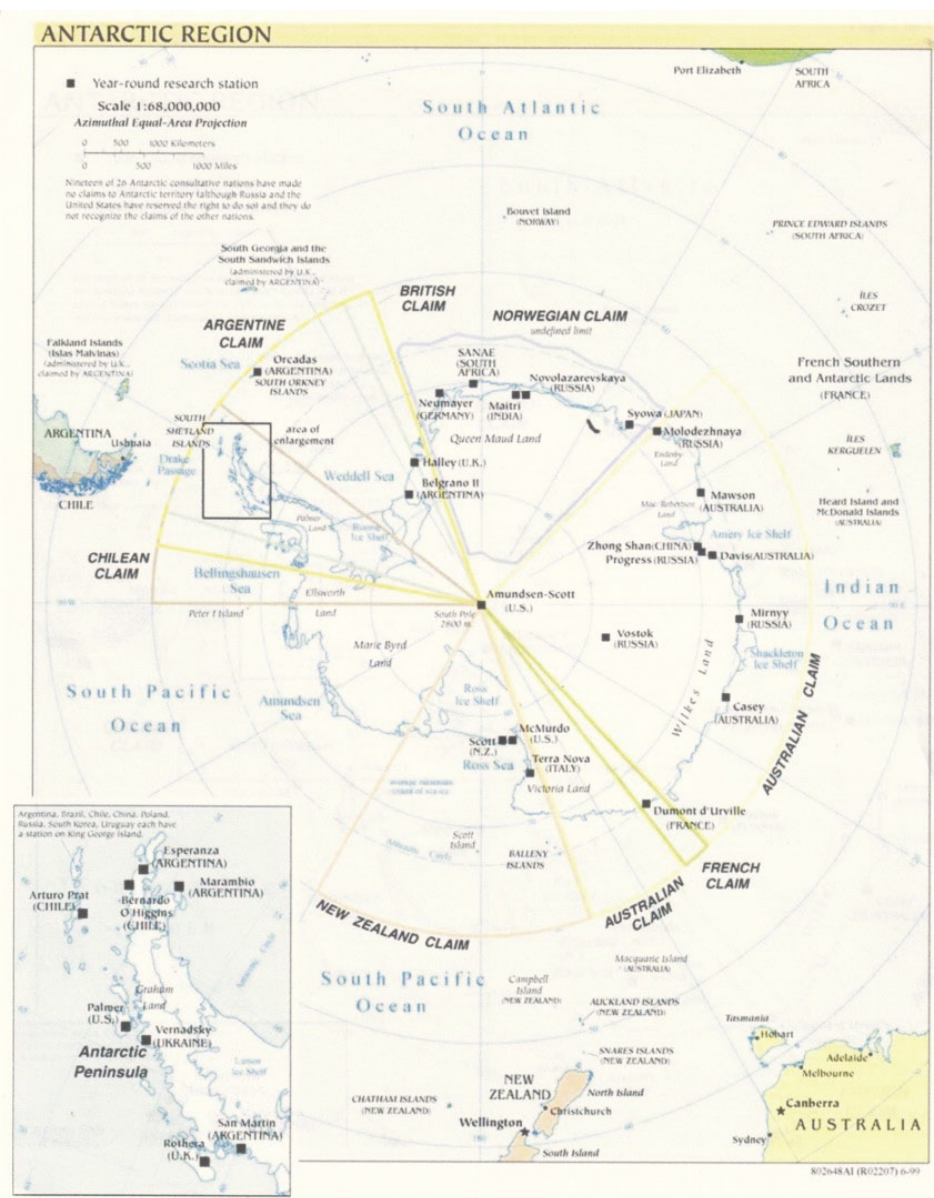 ANTARCTIC REGION
Year-round research station
Scale 1:68,000,000
Azimuthal Equal-Area Projection
0 500 1000 Kilometers
0 500 1000 Miles
Nineteen of 26 Antarctic consultative nations have made
no claims to Antarctic territory (although Russia and the
United States have reserved the right to do so) and they do
not recognize the claims of the other nations.
Port Elizabeth
SOUTH
AFRICA
South Atlantic
Ocean
Bouvet Island
(NORWAY)
PRINCE EDWARD ISLANDS
(SOUTH AFRICA)
South Georgia and the
South Sandwich Islands
(administered by U.K.,
claimed by ARGENTINA)
BRITISH
CLAIM
NORWEGIAN CLAIM
undefined limit
ÎLES
CROZET
ARGENTINE
CLAIM
Falkland Islands
(Islas Malvinas)
(administered by U.K.,
claimed by ARGENTINA)
Scotia Sea
Orcadas
(ARGENTINA)
SOUTH ORKNEY
ISLANDS
SANAE
(SOUTH
AFRICA)
Novolazarevskaya
(RUSSIA)
French Southern
and Antarctic Lands
(FRANCE)
Neumayer
(GERMANY)
Maitri
(INDIA)
Syowa (JAPAN)
Molodezhnaya
(RUSSIA)
SOUTH
SHETLAND
ISLANDS
area of
enlargement
Queen Maud Land
Enderby
Land
ÎLES
KERGUELEN
ARGENTINA
Ushuaia
Drake
Passage
Weddell Sea
Halley (U.K.)
Belgrano II
(ARGENTINA)
CHILE
Mawson
(AUSTRALIA)
Mac. Robertson
Land
Heard Island and
McDonald Islands
(AUSTRALIA)
Palmer
Land
Ronne
Ice Shelf
Amery Ice Shelf
Zhong Shan (CHINA)
Progress (RUSSIA)
Davis (AUSTRALIA)
CHILEAN
CLAIM
Bellingshausen
Sea
Ellsworth
Land
Amundsen-Scott
(U.S.)
Indian
Ocean
90 W
Peter I Island
South Pole
2800 m.
90 E
Mirnyy
(RUSSIA)
Vostok
(RUSSIA)
Marie Byrd
Land
Shackleton
Ice Shelf
Wilkes Land
South Pacific
Ocean
Amundsen
Sea
Ross
Ice Shelf
Casey
(AUSTRALIA)
AUSTRALIAN CLAIM
Scott
(N.Z.)
McMurdo
(U.S.)
Ross Sea
Terra Nova
(ITALY)
Victoria Land
Dumont d'Urville
(FRANCE)
Scott
Island
BALLENY
ISLANDS
FRENCH
CLAIM
AUSTRALIAN
CLAIM
NEW ZEALAND CLAIM
Argentina, Brazil, Chile, China, Poland,
Russia, South Korea, Uruguay each have
a station on King George Island.
Esperanza
(ARGENTINA)
Marambio
(ARGENTINA)
Arturo Prat
(CHILE)
Bernardo
O'Higgins
(CHILE)
Graham
Land
Palmer
(U.S.)
Vernadsky
(UKRAINE)
Antarctic
Peninsula
Larsen
Ice Shelf
San Martin
(ARGENTINA)
Rothera
(U.K.)
South Pacific
Ocean
Macquarie Island
(AUSTRALIA)
Campbell
Island
(NEW ZEALAND)
AUCKLAND ISLANDS
(NEW ZEALAND)
SNARES ISLANDS
(NEW ZEALAND)
Tasmania
Hobart
Adelaide
Melbourne
NEW
ZEALAND
North Island
CHATHAM ISLANDS
(NEW ZEALAND)
Christchurch
Canberra
Wellington
AUSTRALIA
Sydney
South Island
802648AI (R02207) 6-99